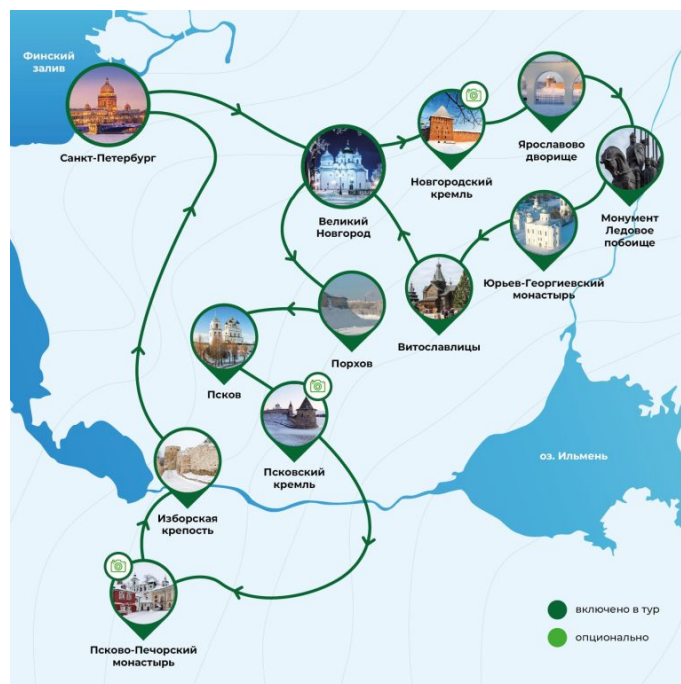 Финский
залив
Санкт-Петербург
Великий
Новгород
Новгородский
кремль
Ярославово
дворище
Монумент
Ледовое
побоище
Юрьев-Георгиевский
монастырь
Витославлицы
Порхов
Псков
Псковский
кремль
оз. Ильмень
Изборская
крепость
Псково-Печорский
монастырь
включено в тур
опционально